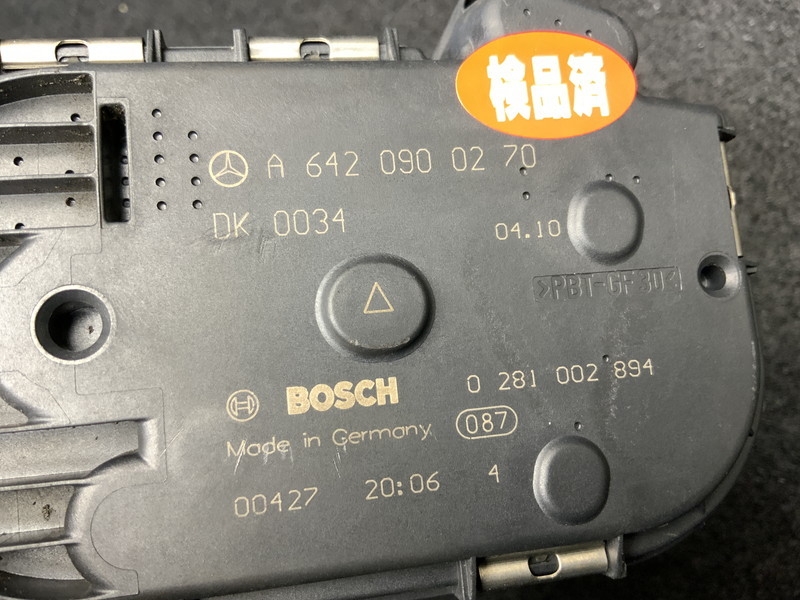 検品済
A 642 090 02 70
DK 0034
04.10
>PBT-GF30<
BOSCH
0 281 002 894
Made in Germany
087
00427 20:06 4